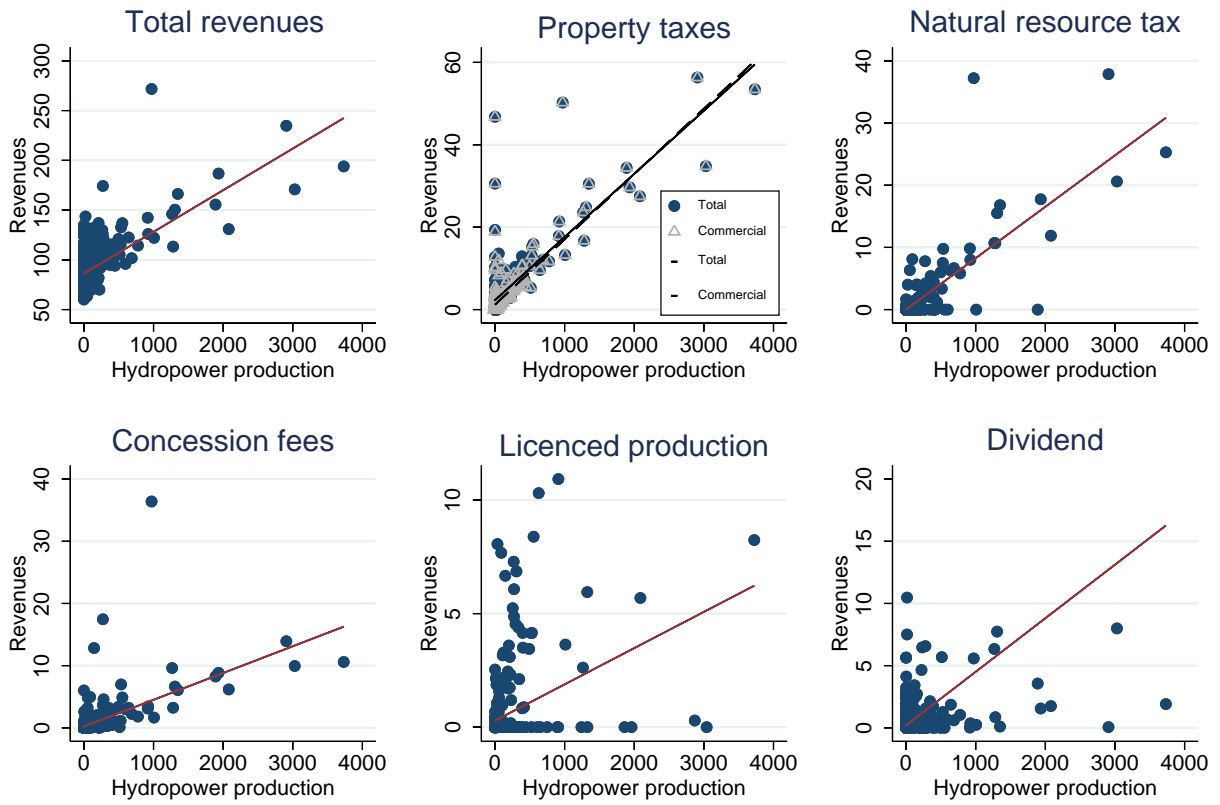 Total revenues
Revenues
50 100 150 200 250 300
0 1000 2000 3000 4000
Hydropower production
Property taxes
Revenues
0 20 40 60
0 1000 2000 3000 4000
Hydropower production
Total
Commercial
Total
Commercial
Natural resource tax
Revenues
0 10 20 30 40
0 1000 2000 3000 4000
Hydropower production
Concession fees
Revenues
0 10 20 30 40
0 1000 2000 3000 4000
Hydropower production
Licenced production
Revenues
0 5 10
0 1000 2000 3000 4000
Hydropower production
Dividend
Revenues
0 5 10 15 20
0 1000 2000 3000 4000
Hydropower production